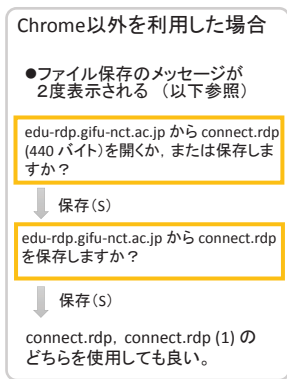 Chrome以外を利用した場合
●ファイル保存のメッセージが
２度表示される （以下参照）
edu-rdp.gifu-nct.ac.jp から connect.rdp
(440 バイト)を開くか，または保存しま
すか？
保存(S)
edu-rdp.gifu-nct.ac.jp から connect.rdp
を保存しますか？
保存(S)
connect.rdp，connect.rdp (1) の
どちらを使用しても良い。